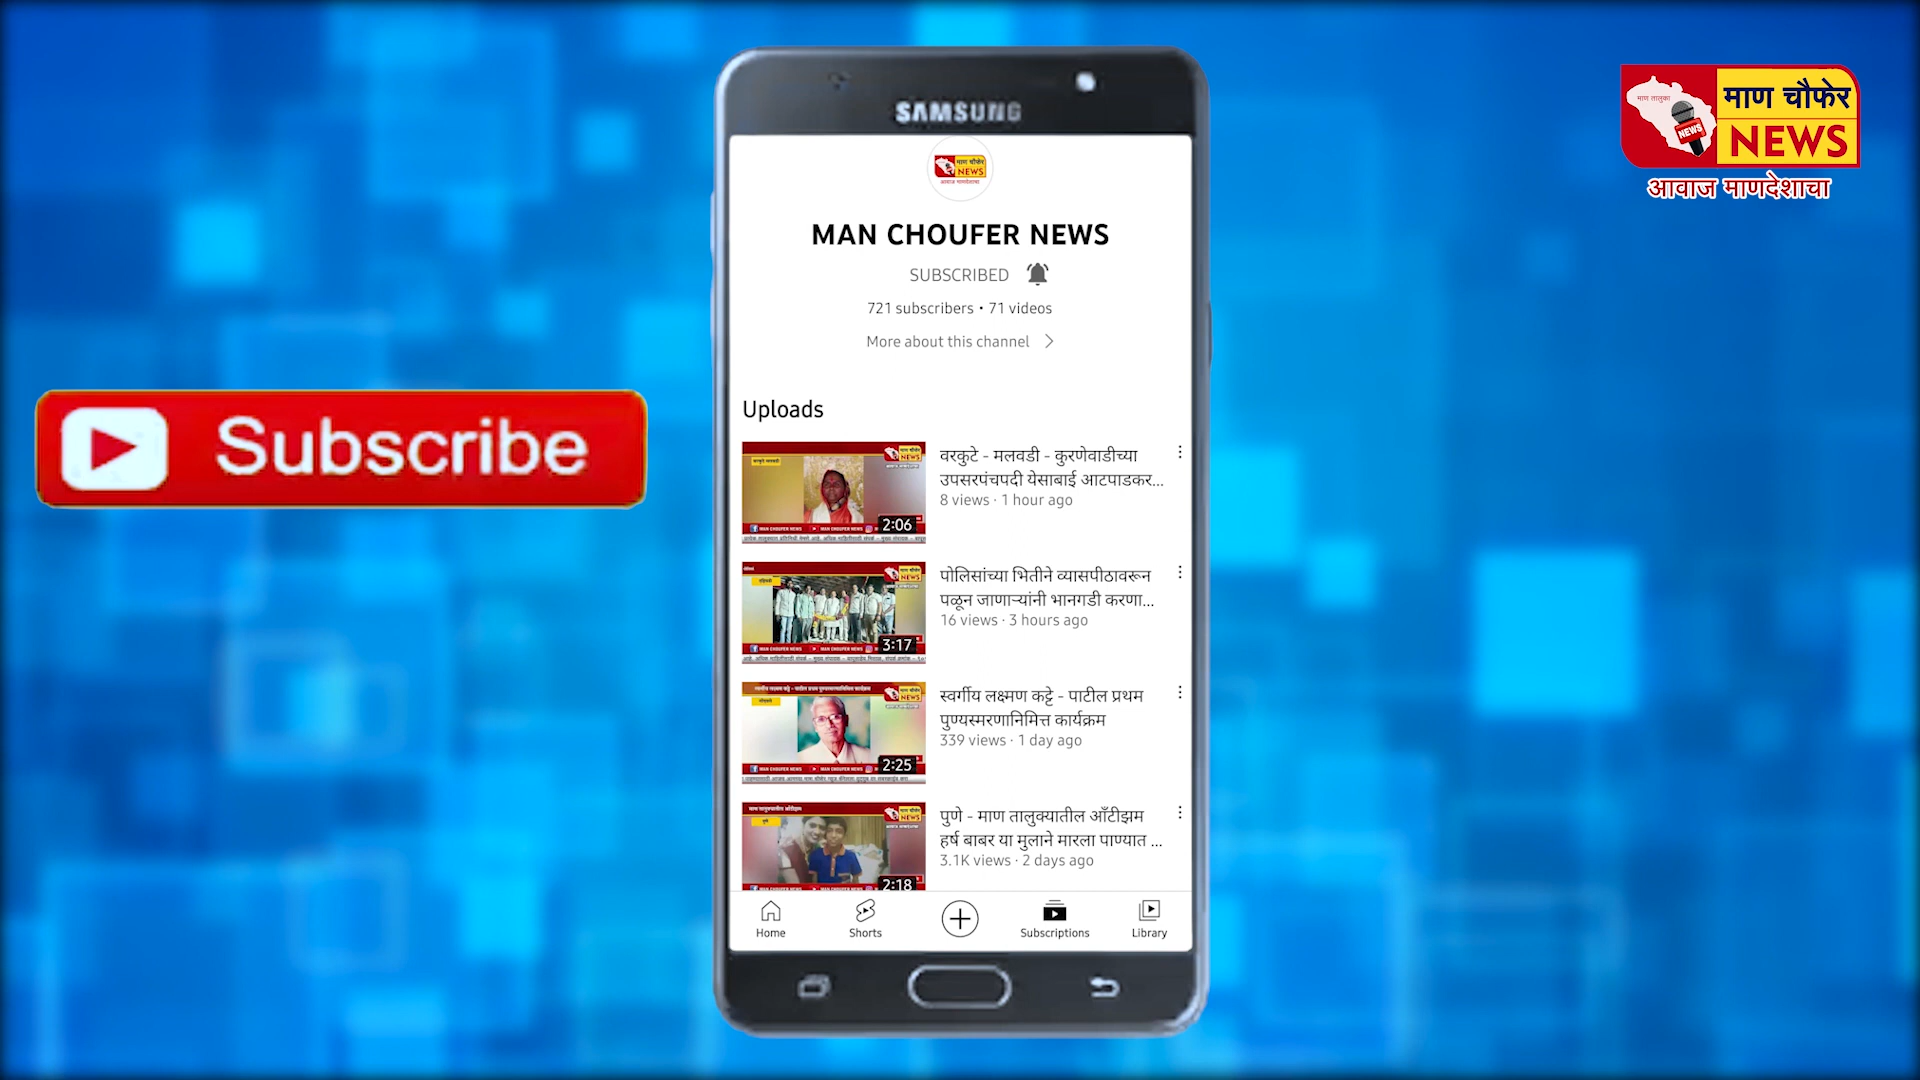 SAMSUNG
माण चौफेर
NEWS
MAN CHOUFER NEWS
SUBSCRIBED
721 subscribers • 71 videos
More about this channel
Uploads
2:06
वरकुटे - मलवडी - कुरणेवाडीच्या
उपसरपंचपदी येसाबाई आटपाडकर...
8 views · 1 hour ago
3:17
पोलिसांच्या भितीने व्यासपीठावरून
पळून जाणाऱ्यांनी भानगडी करणा...
16 views · 3 hours ago
2:25
स्वर्गीय लक्ष्मण कट्टे - पाटील प्रथम
पुण्यस्मरणानिमित्त कार्यक्रम
339 views · 1 day ago
2:18
पुणे - माण तालुक्यातील ऑंटीझम
हर्ष बाबर या मुलाने मारला पाण्यात ...
3.1K views · 2 days ago
Home
Shorts
Subscriptions
Library
Subscribe
माण तालुका
NEWS
माण चौफेर
NEWS
आवाज माणदेशाचा